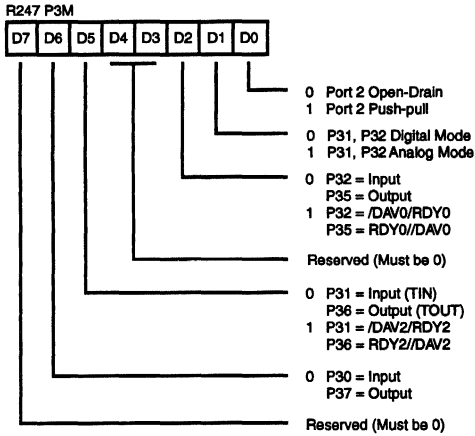 R247 P3M
D7 D6 D5 D4 D3 D2 D1 D0
0 Port 2 Open-Drain
1 Port 2 Push-pull
0 P31, P32 Digital Mode
1 P31, P32 Analog Mode
0 P32 = Input
P35 = Output
1 P32 = /DAV0/RDY0
P35 = RDY0//DAV0
Reserved (Must be 0)
0 P31 = Input (TIN)
P36 = Output (TOUT)
1 P31 = /DAV2/RDY2
P36 = RDY2//DAV2
0 P30 = Input
P37 = Output
Reserved (Must be 0)